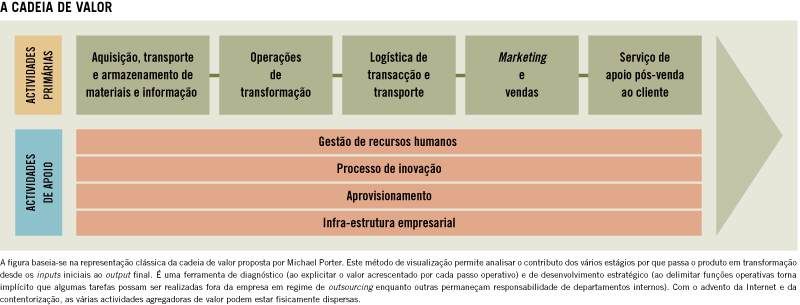 A CADEIA DE VALOR
ACTIVIDADES
PRIMÁRIAS
Aquisição, transporte
e armazenamento de
materiais e informação
Operações
de
transformação
Logística de
transacção e
transporte
Marketing
e
vendas
Serviço de
apoio pós-venda
ao cliente
ACTIVIDADES
DE APOIO
Gestão de recursos humanos
Processo de inovação
Aprovisionamento
Infra-estrutura empresarial
A figura baseia-se na representação clássica da cadeia de valor proposta por Michael Porter. Este método de visualização permite analisar o contributo dos vários estágios por que passa o produto em transformação
desde os inputs iniciais ao output final. É uma ferramenta de diagnóstico (ao explicitar o valor acrescentado por cada passo operativo) e de desenvolvimento estratégico (ao delimitar funções operativas torna
implícito que algumas tarefas possam ser realizadas fora da empresa em regime de outsourcing enquanto outras permaneçam responsabilidade de departamentos internos). Com o advento da Internet e da
contentorização, as várias actividades agregadoras de valor podem estar fisicamente dispersas.